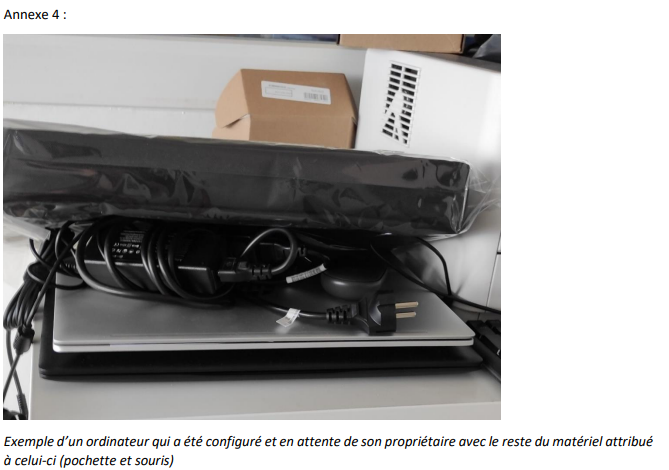 Annexe 4 :
Exemple d’un ordinateur qui a été configuré et en attente de son propriétaire avec le reste du matériel attribué
à celui-ci (pochette et souris)